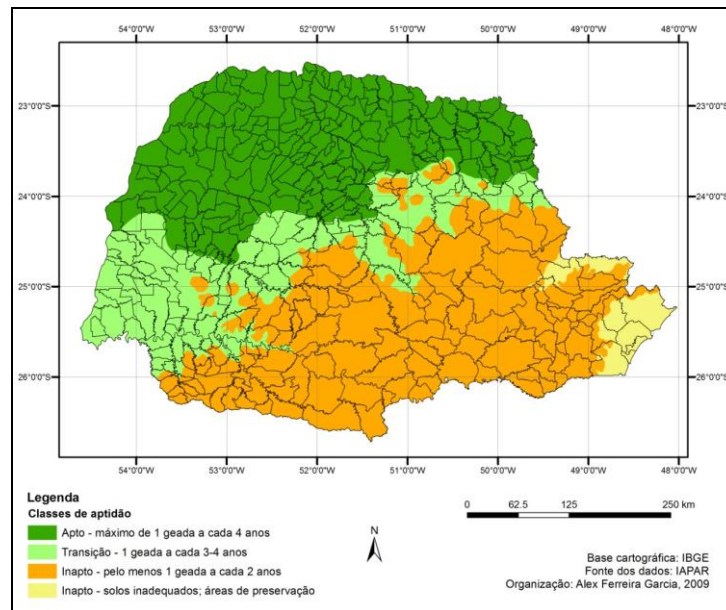 54°0'0"W 53°0'0"W 52°0'0"W 51°0'0"W 50°0'0"W 49°0'0"W 48°0'0"W
23°0'0"S 23°0'0"S
24°0'0"S 24°0'0"S
25°0'0"S 25°0'0"S
26°0'0"S 26°0'0"S
54°0'0"W 53°0'0"W 52°0'0"W 51°0'0"W 50°0'0"W 49°0'0"W 48°0'0"W
Legenda
Classes de aptidão
Apto - máximo de 1 geada a cada 4 anos
Transição - 1 geada a cada 3-4 anos
Inapto - pelo menos 1 geada a cada 2 anos
Inapto - solos inadequados; áreas de preservação
N
0 62.5 125 250 km
Base cartográfica: IBGE
Fonte dos dados: IAPAR
Organização: Alex Ferreira Garcia, 2009